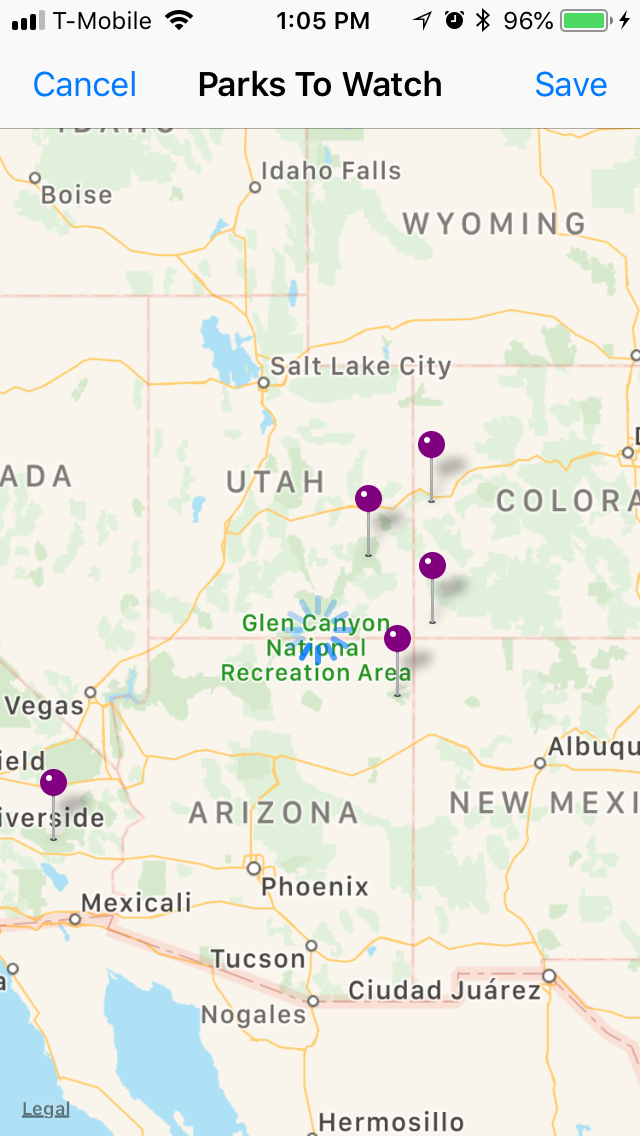 T-Mobile 1:05 PM 96%
Cancel Parks To Watch Save
IDAHO
Idaho Falls
Boise
WYOMING
Salt Lake City
ADA
UTAH
COLORA
Glen Canyon
National
Recreation Area
Vegas
ield
Albuqu
iverside
ARIZONA
NEW MEXI
Phoenix
Mexicali
Tucson
Ciudad Juárez
Nogales
Legal
Hermosillo